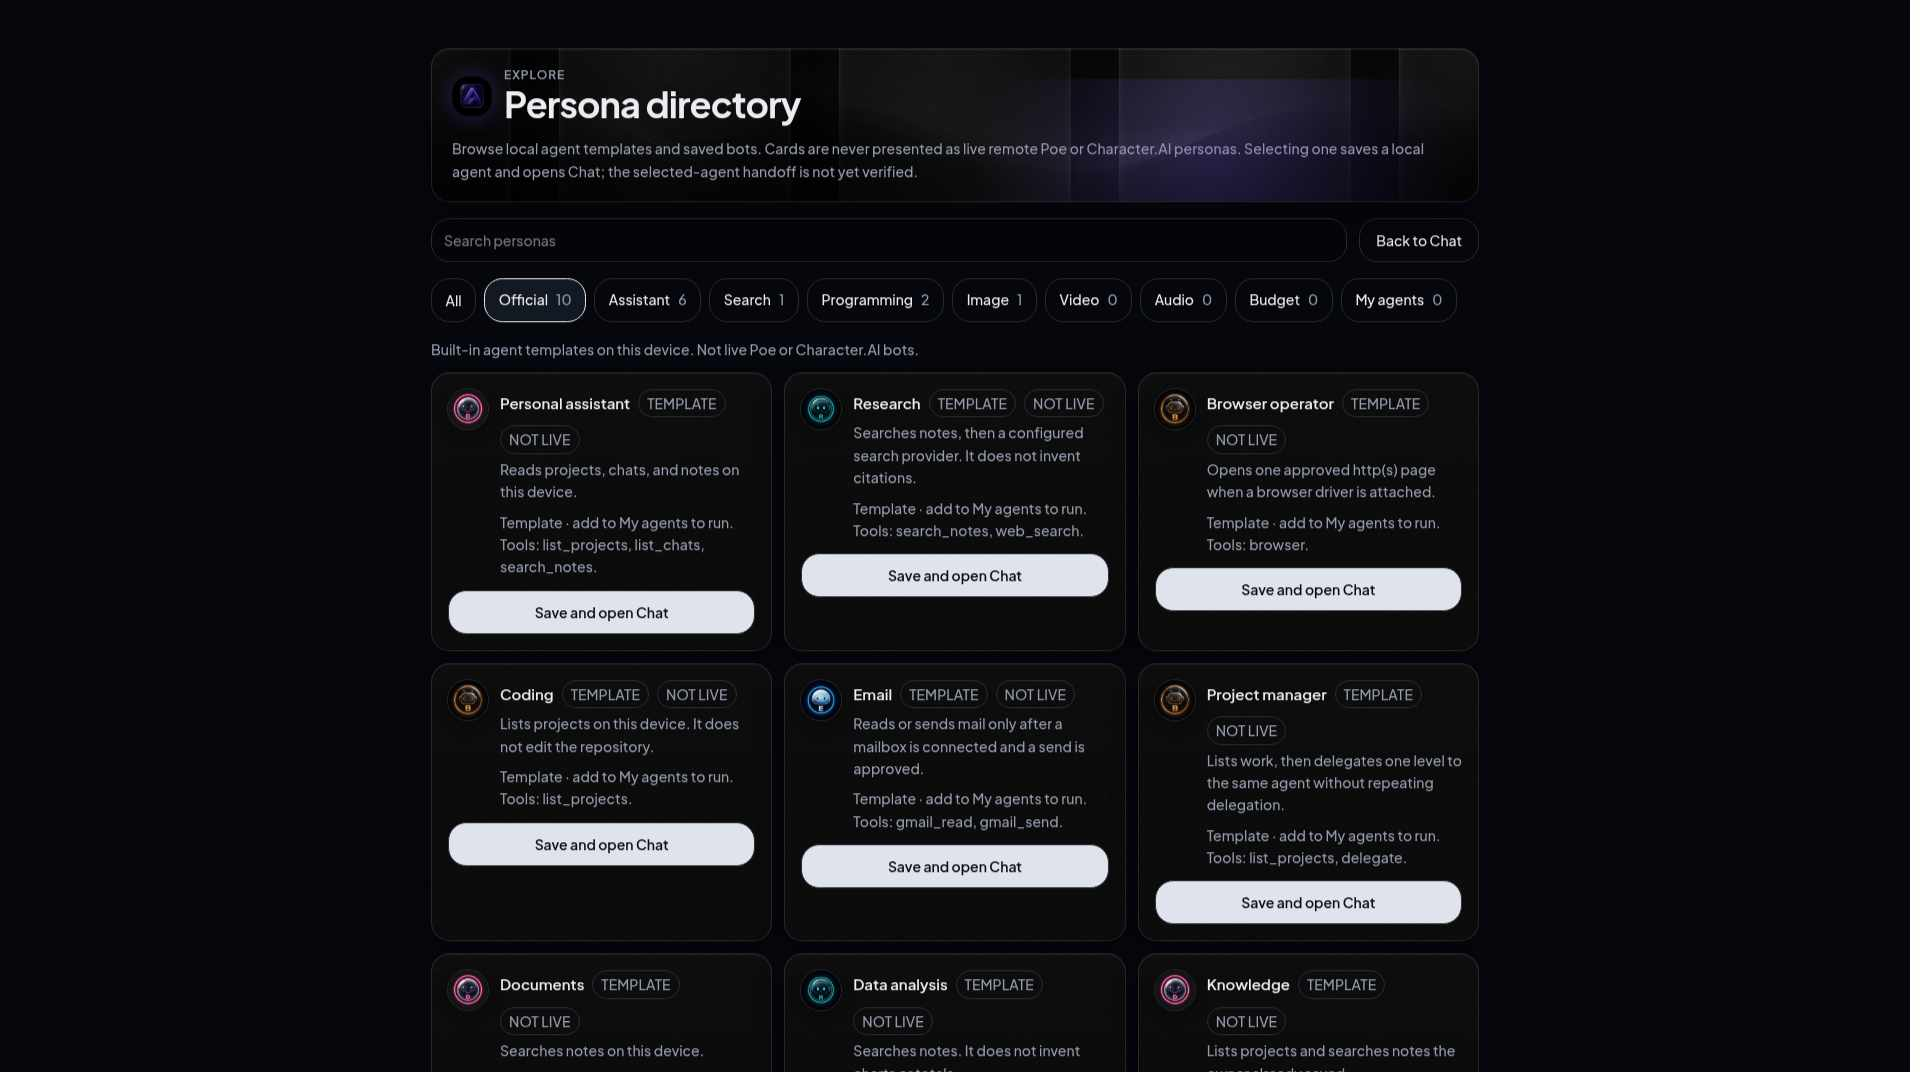 EXPLORE
Persona directory
Browse local agent templates and saved bots. Cards are never presented as live remote Poe or Character.AI personas. Selecting one saves a local
agent and opens Chat; the selected-agent handoff is not yet verified.
Search personas
Back to Chat
All
Official 10
Assistant 6
Search 1
Programming 2
Image 1
Video 0
Audio 0
Budget 0
My agents 0
Built-in agent templates on this device. Not live Poe or Character.AI bots.
Personal assistant TEMPLATE
NOT LIVE
Reads projects, chats, and notes on
this device.
Template · add to My agents to run.
Tools: list_projects, list_chats,
search_notes.
Save and open Chat
Research TEMPLATE NOT LIVE
Searches notes, then a configured
search provider. It does not invent
citations.
Template · add to My agents to run.
Tools: search_notes, web_search.
Save and open Chat
Browser operator TEMPLATE
NOT LIVE
Opens one approved http(s) page
when a browser driver is attached.
Template · add to My agents to run.
Tools: browser.
Save and open Chat
Coding TEMPLATE NOT LIVE
Lists projects on this device. It does
not edit the repository.
Template · add to My agents to run.
Tools: list_projects.
Save and open Chat
Email TEMPLATE NOT LIVE
Reads or sends mail only after a
mailbox is connected and a send is
approved.
Template · add to My agents to run.
Tools: gmail_read, gmail_send.
Save and open Chat
Project manager TEMPLATE
NOT LIVE
Lists work, then delegates one level to
the same agent without repeating
delegation.
Template · add to My agents to run.
Tools: list_projects, delegate.
Save and open Chat
Documents TEMPLATE
NOT LIVE
Searches notes on this device.
Data analysis TEMPLATE
NOT LIVE
Searches notes. It does not invent
Knowledge TEMPLATE
NOT LIVE
Lists projects and searches notes the